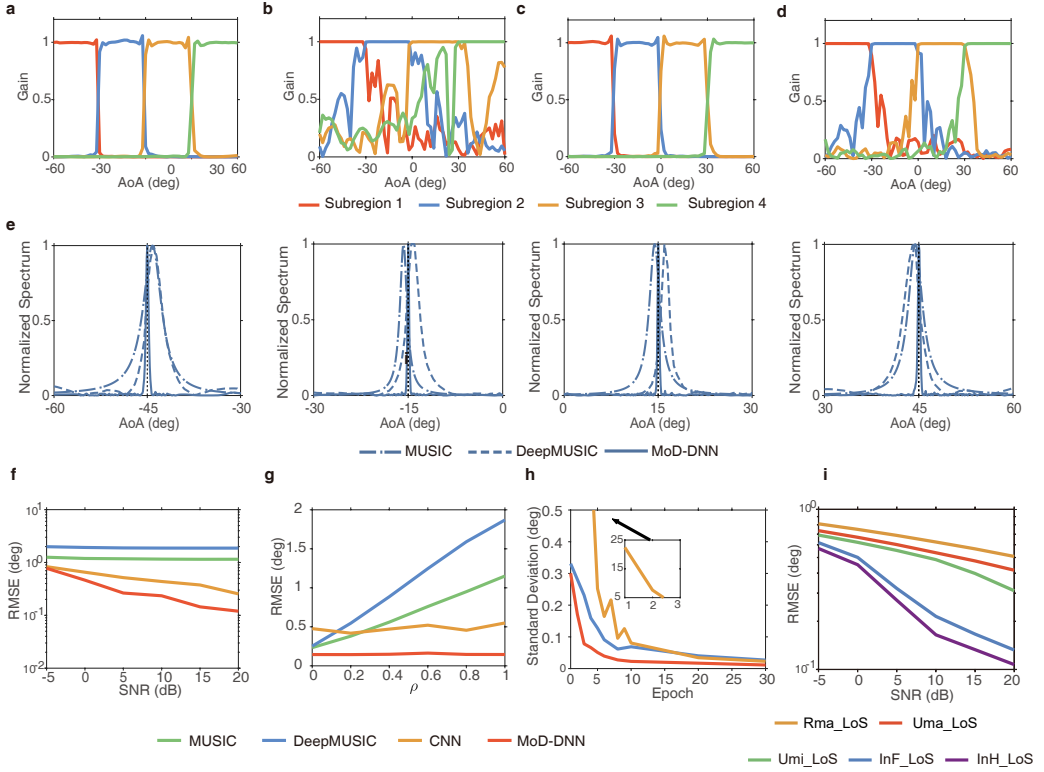 a
b
c
d
Gain
1
0.5
0
-60
-30
0
30
60
AoA (deg)
Gain
1
0.5
0
-60
-30
0
30
60
AoA (deg)
Gain
1
0.5
0
-60
-30
0
30
60
AoA (deg)
Gain
1
0.5
0
-60
-30
0
30
60
AoA (deg)
Subregion 1
Subregion 2
Subregion 3
Subregion 4
e
Normalized Spectrum
1
0.5
0
-60
-45
-30
AoA (deg)
Normalized Spectrum
1
0.5
0
-30
-15
0
AoA (deg)
Normalized Spectrum
1
0.5
0
0
15
30
AoA (deg)
Normalized Spectrum
1
0.5
0
30
45
60
AoA (deg)
MUSIC
DeepMUSIC
MoD-DNN
f
g
h
i
RMSE (deg)
10^1
10^0
10^-1
10^-2
-5
0
5
10
15
20
SNR (dB)
RMSE (deg)
2
1.5
1
0.5
0
0
0.2
0.4
0.6
0.8
1
ρ
Standard Deviation (deg)
0.5
0.4
0.3
0.2
0.1
0
0
5
10
15
20
25
30
Epoch
25
15
5
1
2
3
RMSE (deg)
10^0
10^-1
-5
0
5
10
15
20
SNR (dB)
MUSIC
DeepMUSIC
CNN
MoD-DNN
Rma_LoS
Uma_LoS
Umi_LoS
InF_LoS
InH_LoS